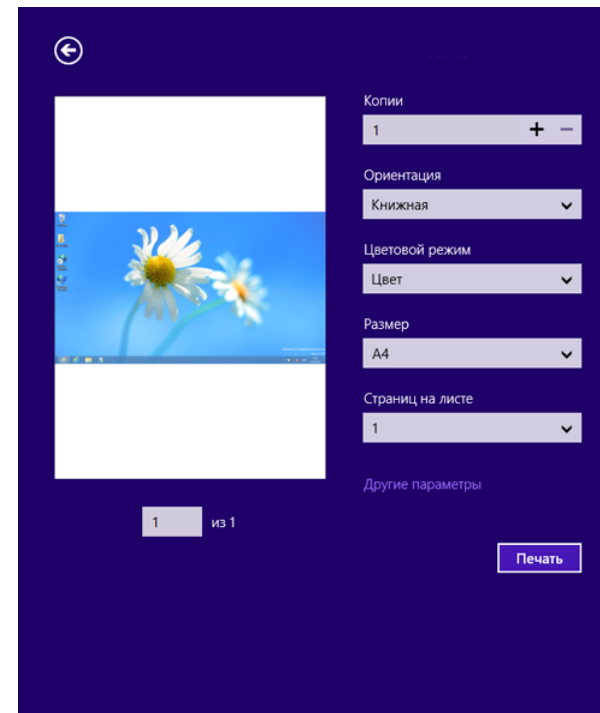 Копии
1
Ориентация
Книжная
Цветовой режим
Цвет
Размер
A4
Страниц на листе
1
Другие параметры
1 из 1
Печать